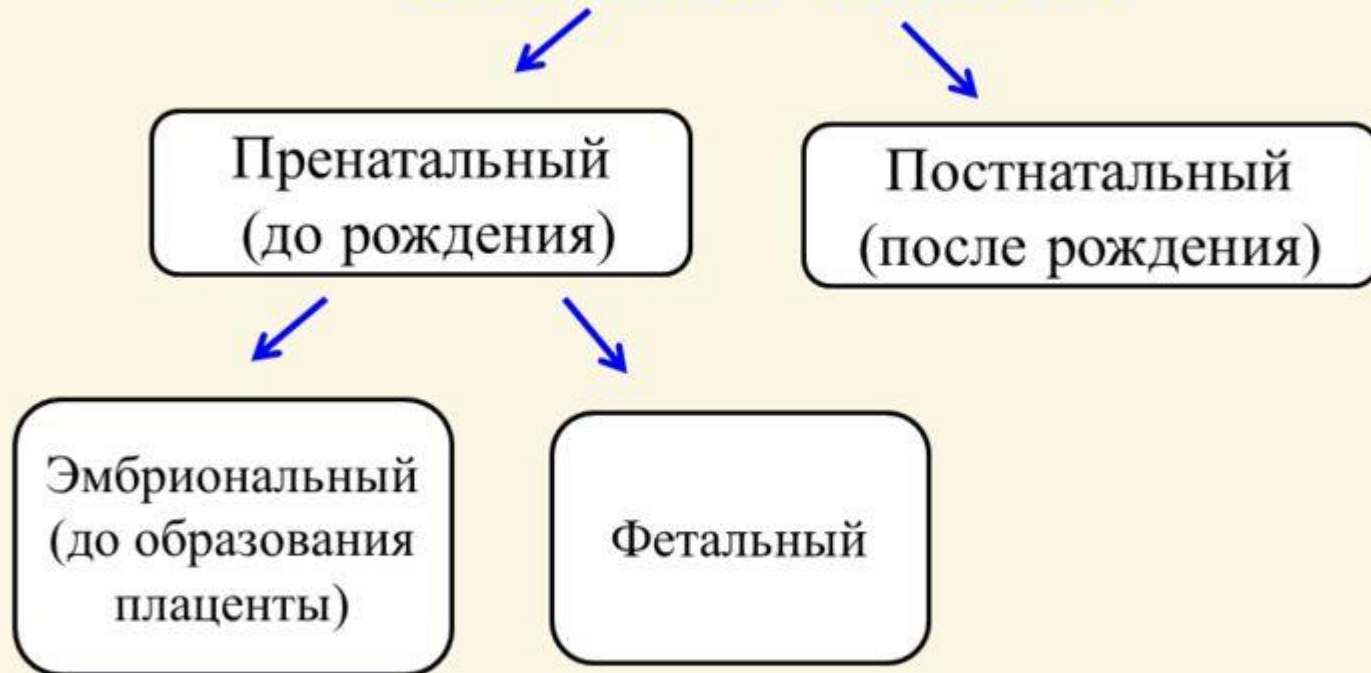 Пренатальный
(до рождения)
Постнатальный
(после рождения)
Эмбриональный
(до образования
плаценты)
Фетальный